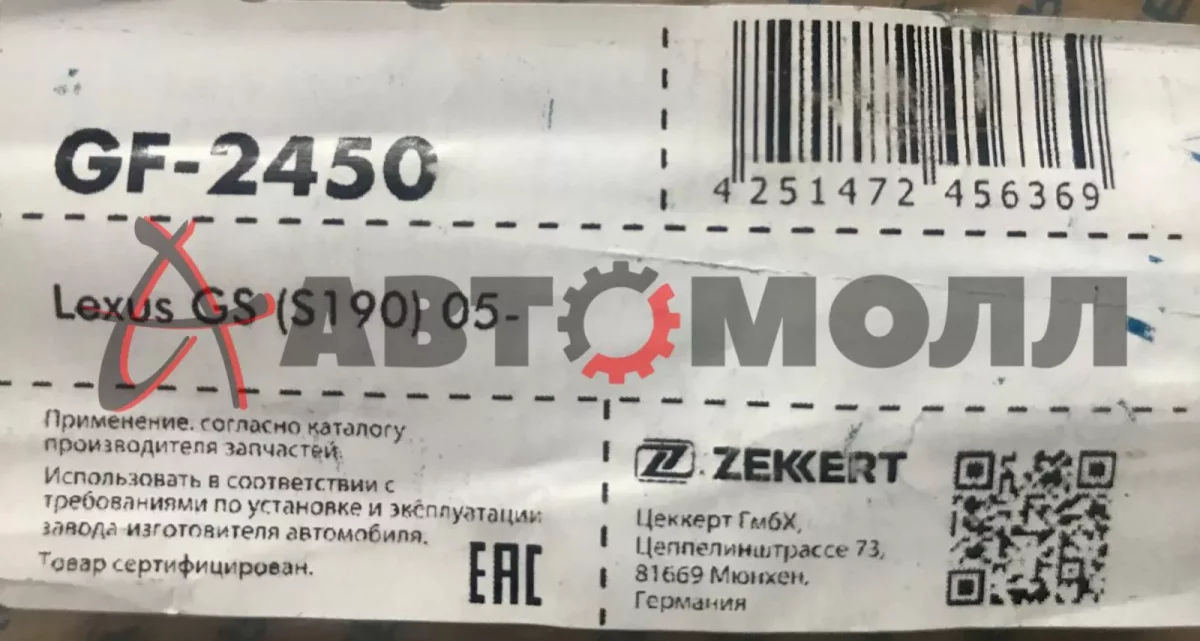 GF-2450
4 251472 456369
Lexus GS (S190) 05-
АВТОМОЛЛ
Применение: согласно каталогу
производителя запчастей.
Использовать в соответствии с
требованиями по установке и эксплуатации
завода-изготовителя автомобиля.
Товар сертифицирован.
EAC
ZEKKERT
Цеккерт ГмбХ,
Цеппелинштрассе 73,
81669 Мюнхен,
Германия